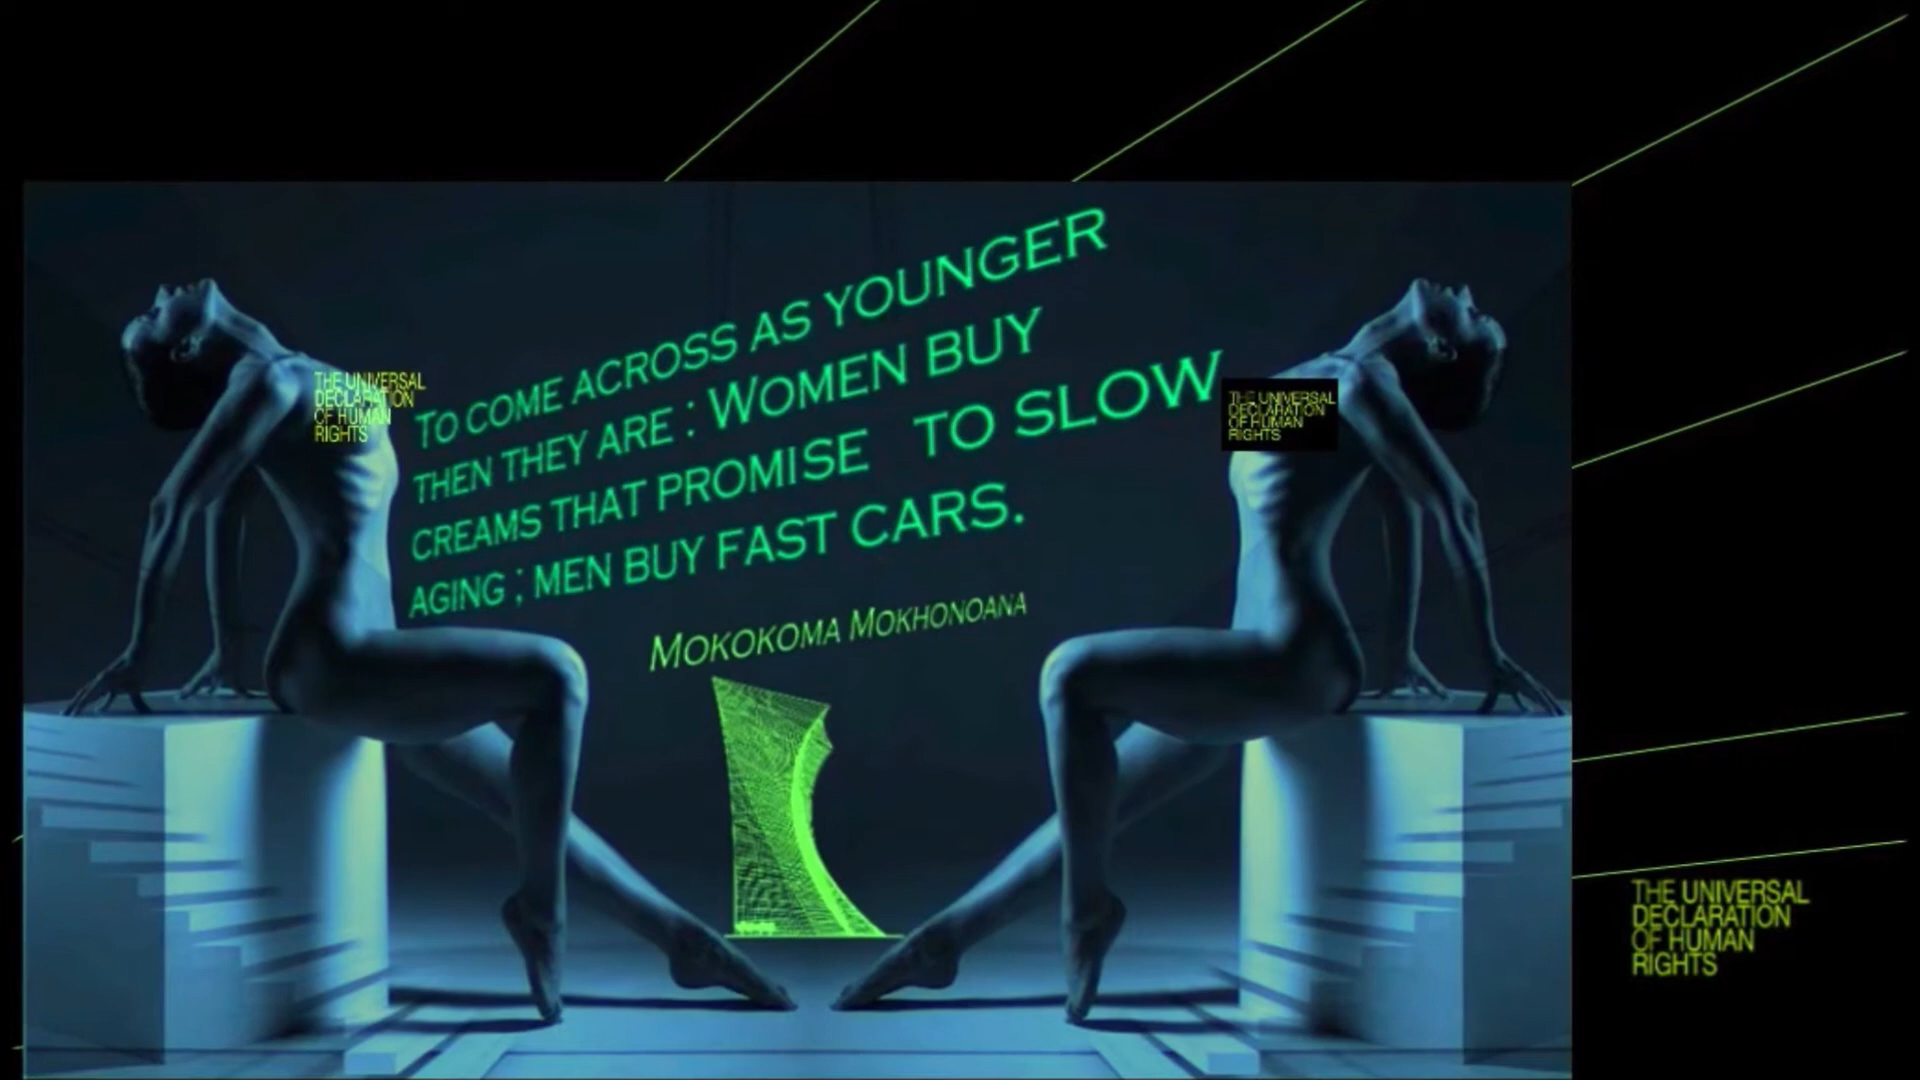 To come across as younger
then they are : Women buy
creams that promise to slow
aging ; men buy fast cars.
Mokokoma Mokhonoana
THE UNIVERSAL
DECLARATION
OF HUMAN
RIGHTS
THE UNIVERSAL
DECLARATION
OF HUMAN
RIGHTS
THE UNIVERSAL
DECLARATION
OF HUMAN
RIGHTS